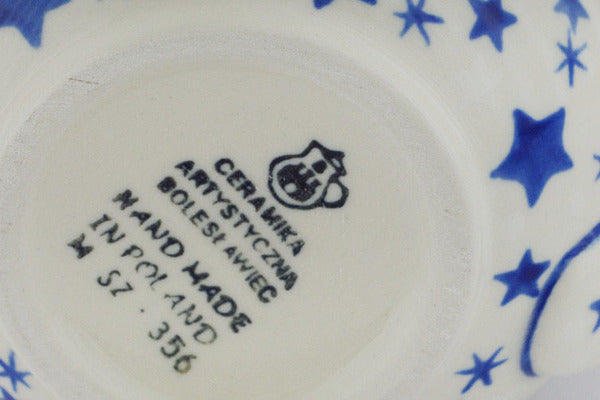 CERAMIKA
ARTYSTYCZNA
BOLESŁAWIEC
HAND MADE
IN POLAND
M SZ · 356